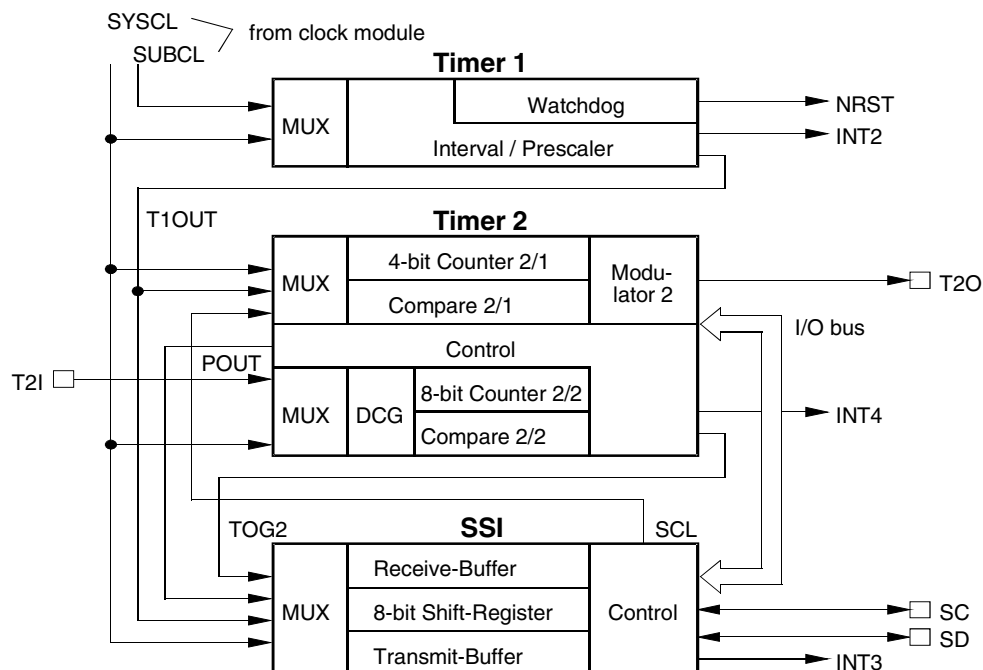 SYSCL
from clock module
SUBCL
Timer 1
Watchdog
NRST
MUX
INT2
Interval / Prescaler
T1OUT
Timer 2
4-bit Counter 2/1
MUX
Modu-
lator 2
T2O
Compare 2/1
I/O bus
POUT
Control
T2I
8-bit Counter 2/2
MUX
DCG
INT4
Compare 2/2
TOG2
SSI
SCL
Receive-Buffer
MUX
8-bit Shift-Register
Control
SC
SD
Transmit-Buffer
INT3